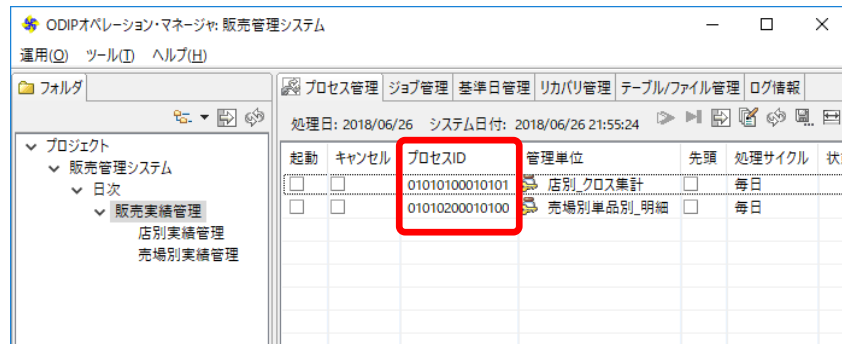 ODIPオペレーション・マネージャ: 販売管理システム
運用(O) ツール(T) ヘルプ(H)
フォルダ
プロセス管理 ジョブ管理 基準日管理 リカバリ管理 テーブル/ファイル管理 ログ情報
処理日: 2018/06/26 システム日付: 2018/06/26 21:55:24
プロジェクト
販売管理システム
日次
販売実績管理
店別実績管理
売場別実績管理
起動 キャンセル プロセスID 管理単位 先頭 処理サイクル
01010100010101 店別_クロス集計 毎日
01010200010100 売場別単品別_明細 毎日